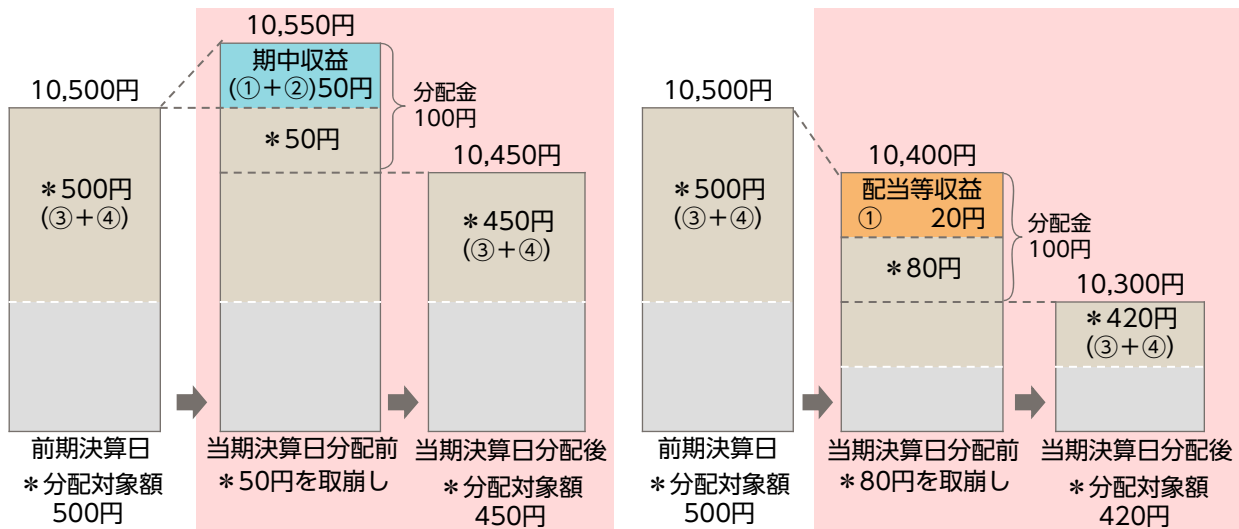 10,500円
＊500円
(③＋④)
前期決算日
＊分配対象額
500円
10,550円
期中収益
(①＋②)50円
＊50円
分配金
100円
当期決算日分配前
＊50円を取崩し
10,450円
＊450円
(③＋④)
当期決算日分配後
＊分配対象額
450円
10,500円
＊500円
(③＋④)
前期決算日
＊分配対象額
500円
10,400円
配当等収益
① 20円
＊80円
分配金
100円
当期決算日分配前
＊80円を取崩し
10,300円
＊420円
(③＋④)
当期決算日分配後
＊分配対象額
420円